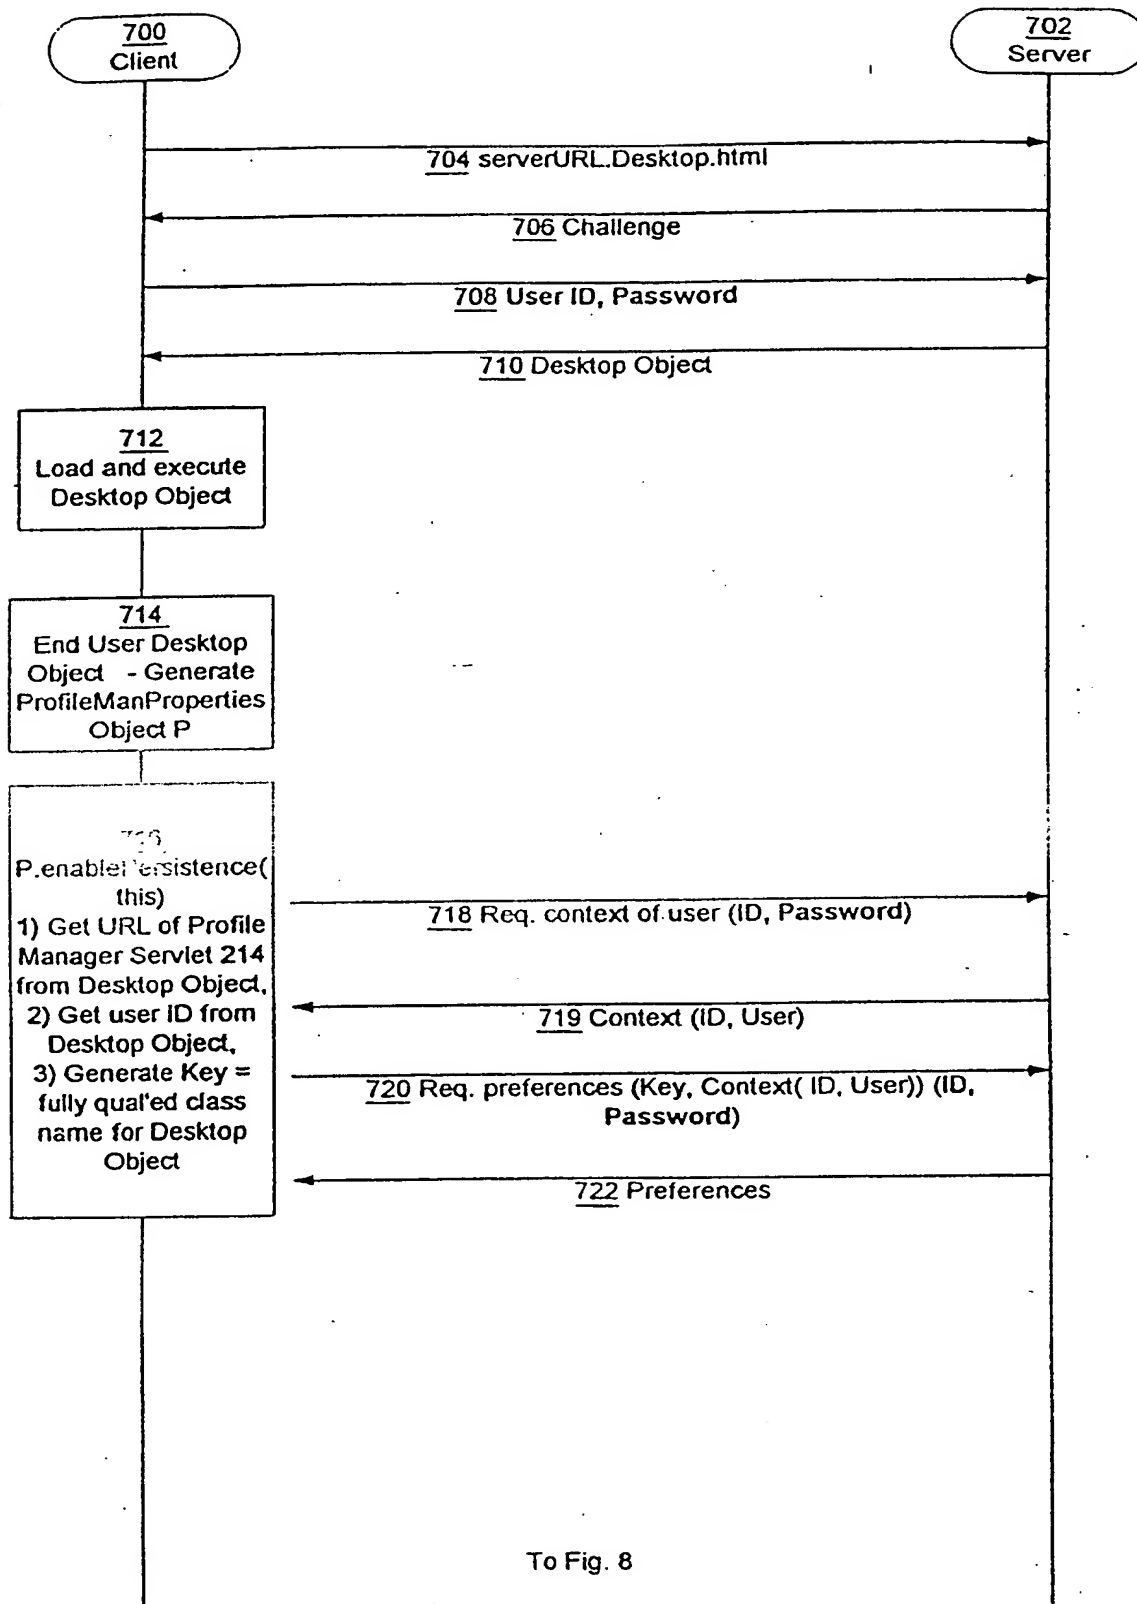 700
Client
702
Server
704 serverURL.Desktop.html
706 Challenge
708 User ID, Password
710 Desktop Object
712
Load and execute
Desktop Object
714
End User Desktop
Object - Generate
ProfileManProperties
Object P
P.enablePersistence(
this)
1) Get URL of Profile
Manager Servlet 214
from Desktop Object,
2) Get user ID from
Desktop Object,
3) Generate Key =
fully qual'ed class
name for Desktop
Object
718 Req. context of user (ID, Password)
719 Context (ID, User)
720 Req. preferences (Key, Context( ID, User)) (ID,
Password)
722 Preferences
To Fig. 8